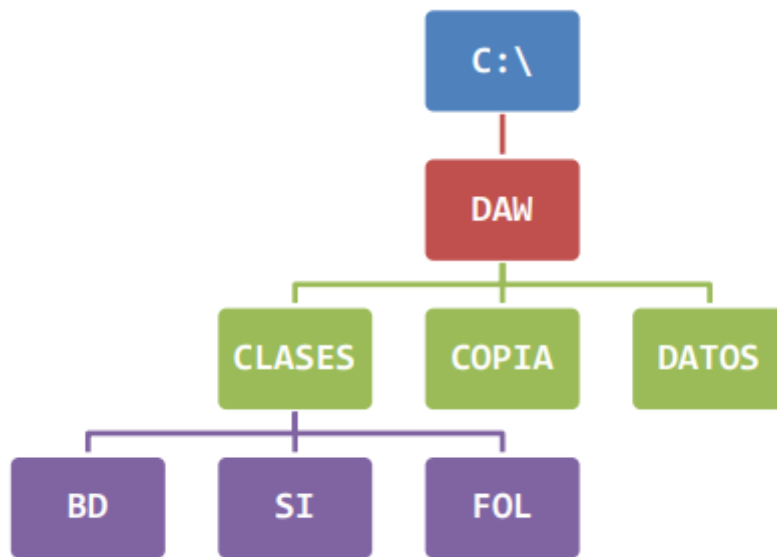 C:\
DAW
CLASES
COPIA
DATOS
BD
SI
FOL